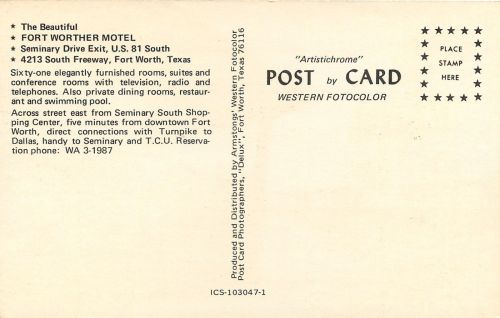 ★ The Beautiful
★ FORT WORTHER MOTEL
★ Seminary Drive Exit, U.S. 81 South
★ 4213 South Freeway, Fort Worth, Texas
Sixty-one elegantly furnished rooms, suites and
conference rooms with television, radio and
telephones. Also private dining rooms, restaur-
ant and swimming pool.
Across street east from Seminary South Shop-
ping Center, five minutes from downtown Fort
Worth, direct connections with Turnpike to
Dallas, handy to Seminary and T.C.U. Reserva-
tion phone: WA 3-1987
Produced and Distributed by Armstongs' Western Fotocolor
Post Card Photographers, "Delux", Fort Worth, Texas 76116
"Artistichrome"
POST by CARD
WESTERN FOTOCOLOR
PLACE
STAMP
HERE
ICS-103047-1